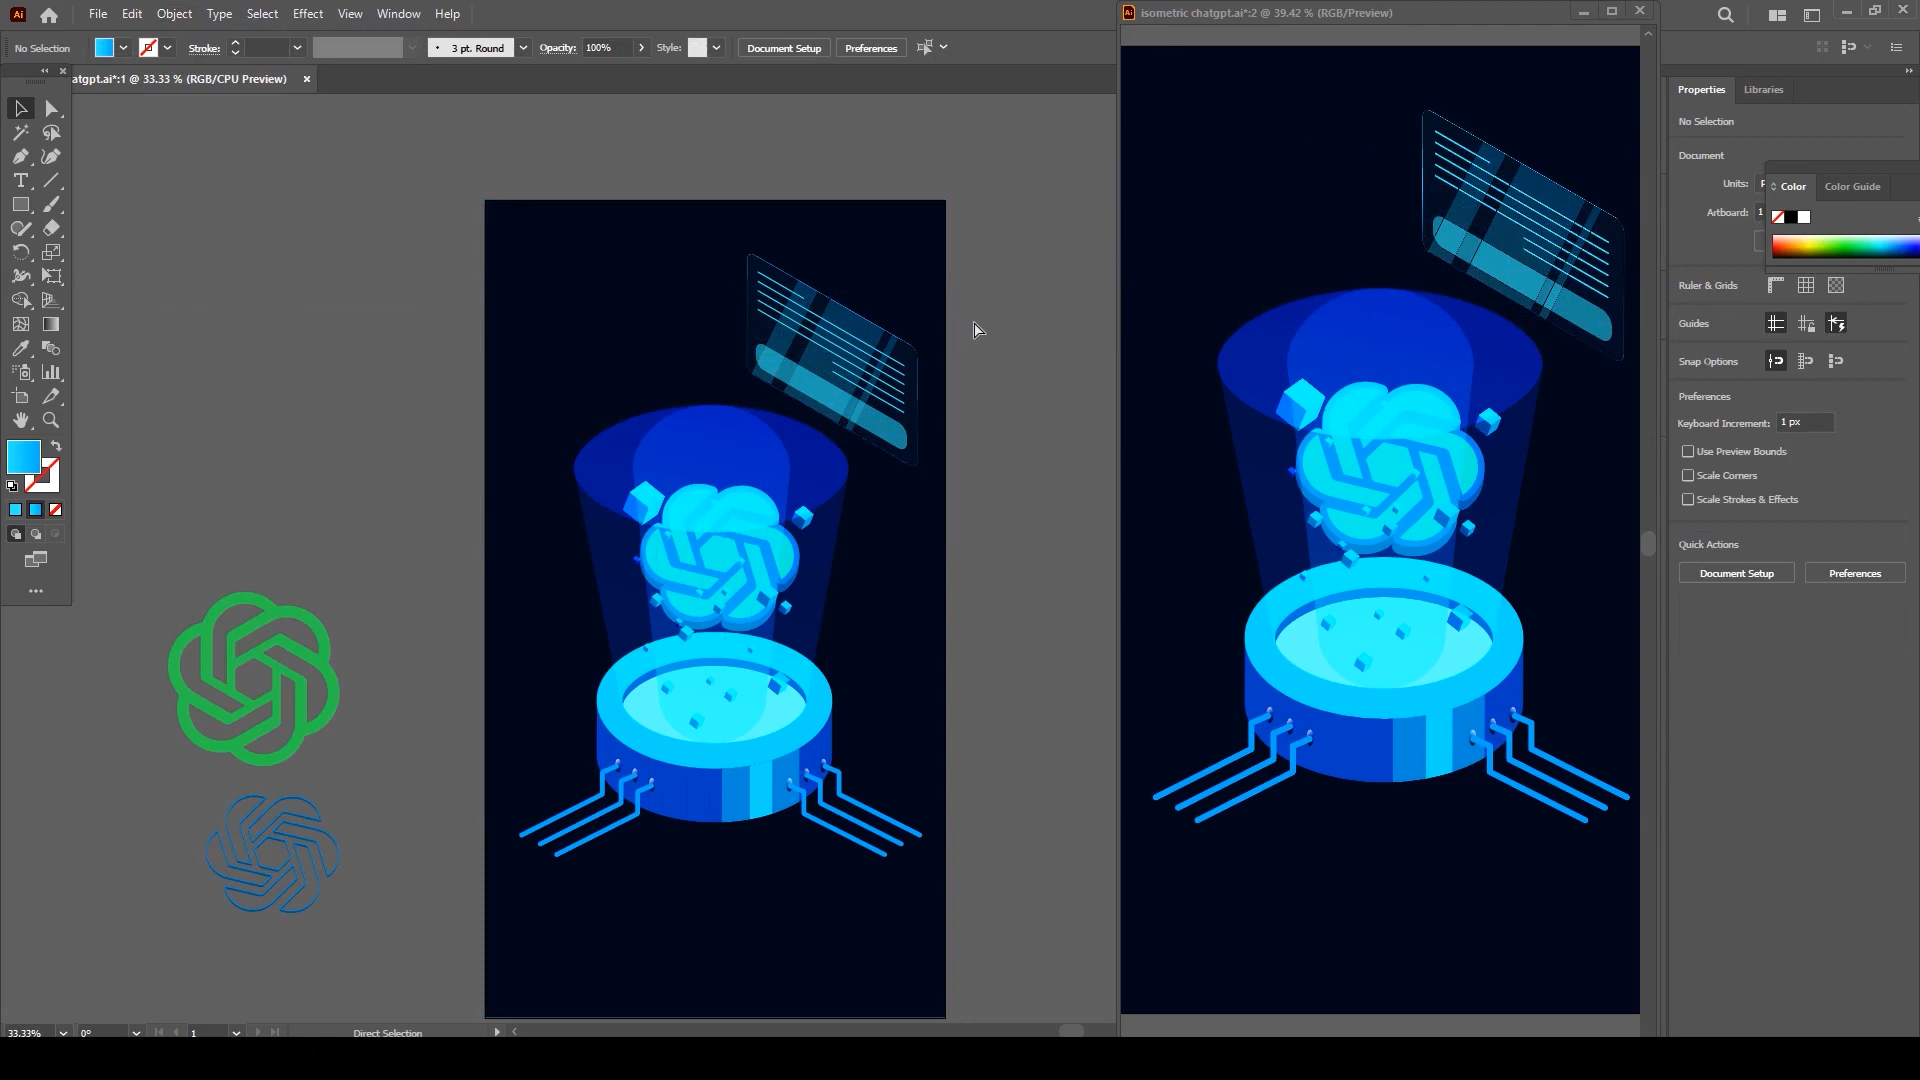 Ai
File Edit Object Type Select Effect View Window Help
Ai isometric chatgpt.ai*:2 @ 39.42 % (RGB/Preview)
No Selection
Stroke:
3 pt. Round
Opacity: 100%
Style:
Document Setup
Preferences
atgpt.ai*:1 @ 33.33 % (RGB/CPU Preview)
Properties Libraries
No Selection
Document
Units:
Color Color Guide
Artboard: 1
Ruler & Grids
Guides
Snap Options
Preferences
Keyboard Increment: 1 px
Use Preview Bounds
Scale Corners
Scale Strokes & Effects
Quick Actions
Document Setup Preferences
33.33% 0° 1 Direct Selection